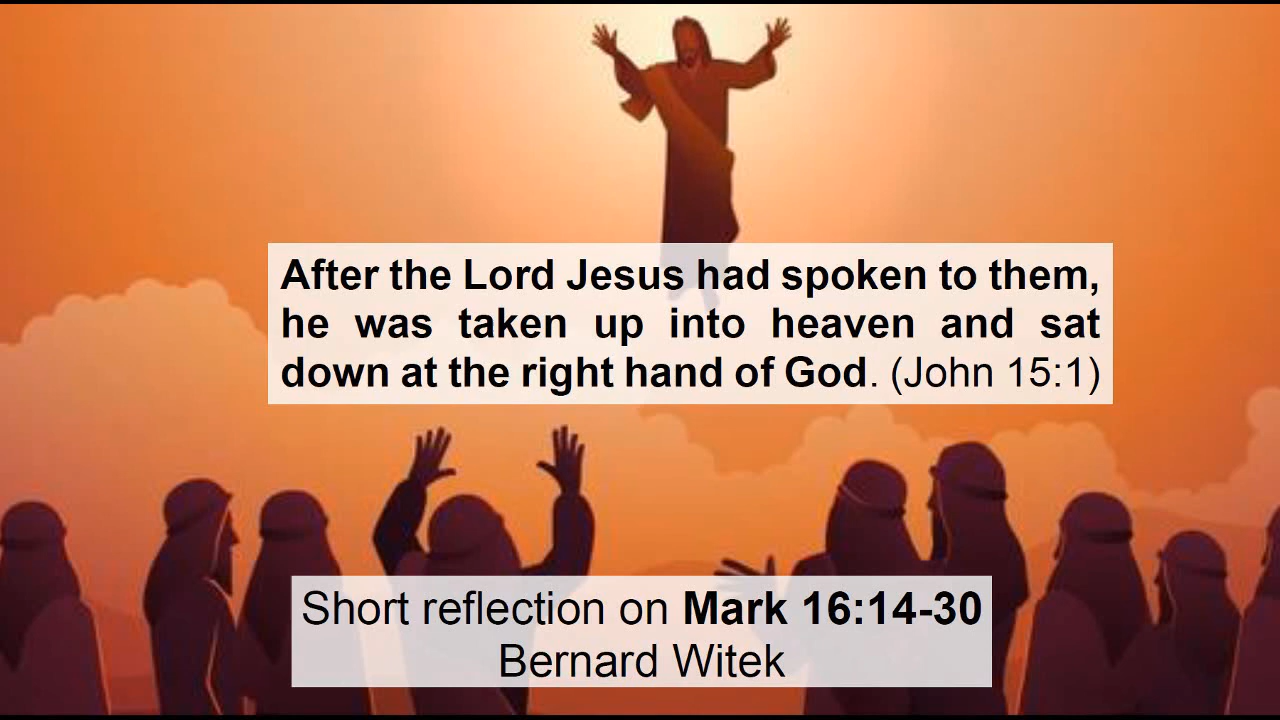 After the Lord Jesus had spoken to them,
he was taken up into heaven and sat
down at the right hand of God. (John 15:1)
Short reflection on Mark 16:14-30
Bernard Witek